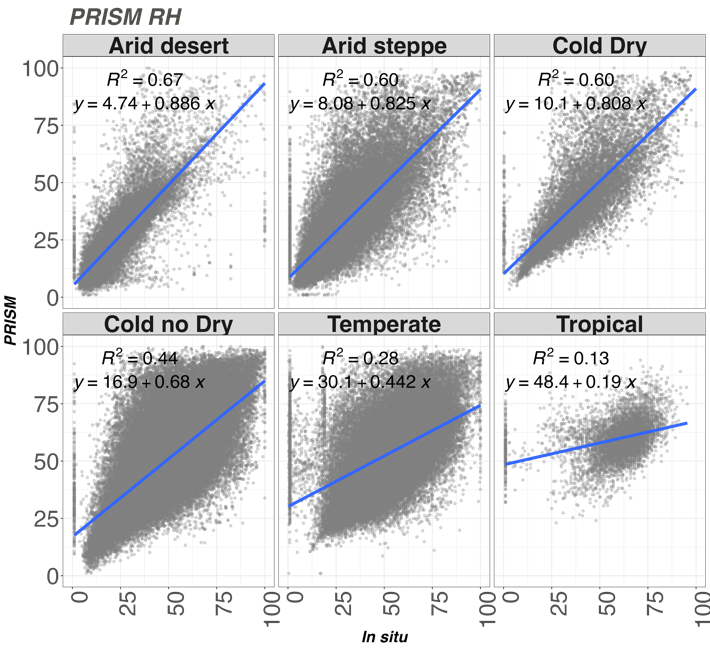 PRISM RH
Arid desert Arid steppe Cold Dry
R² = 0.67 R² = 0.60 R² = 0.60
y = 4.74 + 0.886 x y = 8.08 + 0.825 x y = 10.1 + 0.808 x
100
75
50
25
0
PRISM
Cold no Dry Temperate Tropical
R² = 0.44 R² = 0.28 R² = 0.13
y = 16.9 + 0.68 x y = 30.1 + 0.442 x y = 48.4 + 0.19 x
100
75
50
25
0
0 25 50 75 100 0 25 50 75 100 0 25 50 75 100
In situ